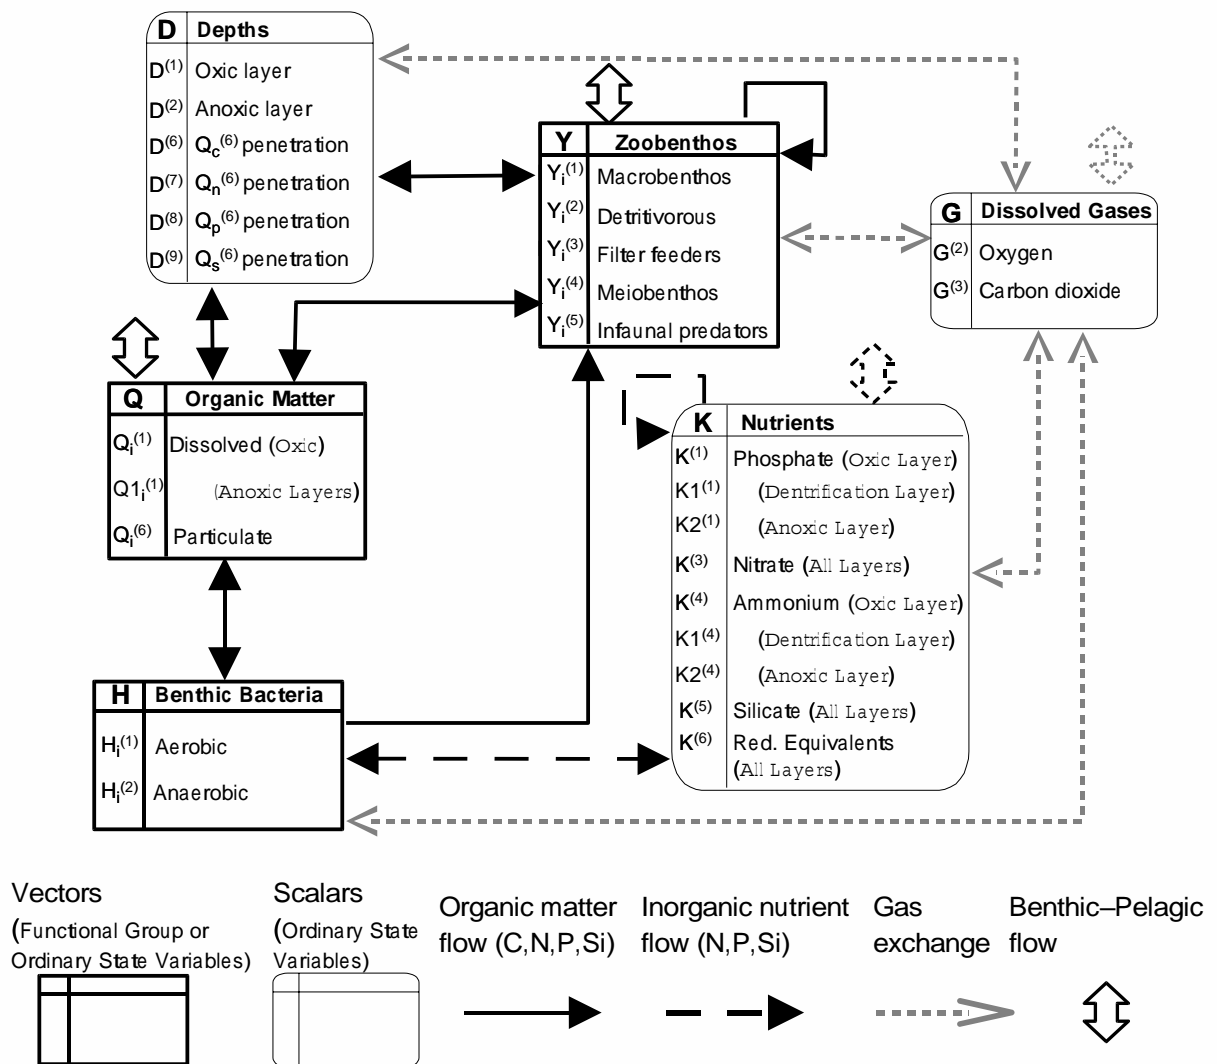 D Depths
D(1) Oxic layer
D(2) Anoxic layer
D(6) Qc(6) penetration
D(7) Qn(6) penetration
D(8) Qp(6) penetration
D(9) Qs(6) penetration
Y Zoobenthos
Yi(1) Macrobenthos
Yi(2) Detritivorous
Yi(3) Filter feeders
Yi(4) Meiobenthos
Yi(5) Infaunal predators
G Dissolved Gases
G(2) Oxygen
G(3) Carbon dioxide
Q Organic Matter
Qi(1) Dissolved (Oxic)
Q1i(1) (Anoxic Layers)
Qi(6) Particulate
K Nutrients
K(1) Phosphate (Oxic Layer)
K1(1) (Dentrification Layer)
K2(1) (Anoxic Layer)
K(3) Nitrate (All Layers)
K(4) Ammonium (Oxic Layer)
K1(4) (Dentrification Layer)
K2(4) (Anoxic Layer)
K(5) Silicate (All Layers)
K(6) Red. Equivalents
(All Layers)
H Benthic Bacteria
Hi(1) Aerobic
Hi(2) Anaerobic
Vectors
(Functional Group or
Ordinary State Variables)
Scalars
(Ordinary State
Variables)
Organic matter
flow (C,N,P,Si)
Inorganic nutrient
flow (N,P,Si)
Gas
exchange
Benthic–Pelagic
flow